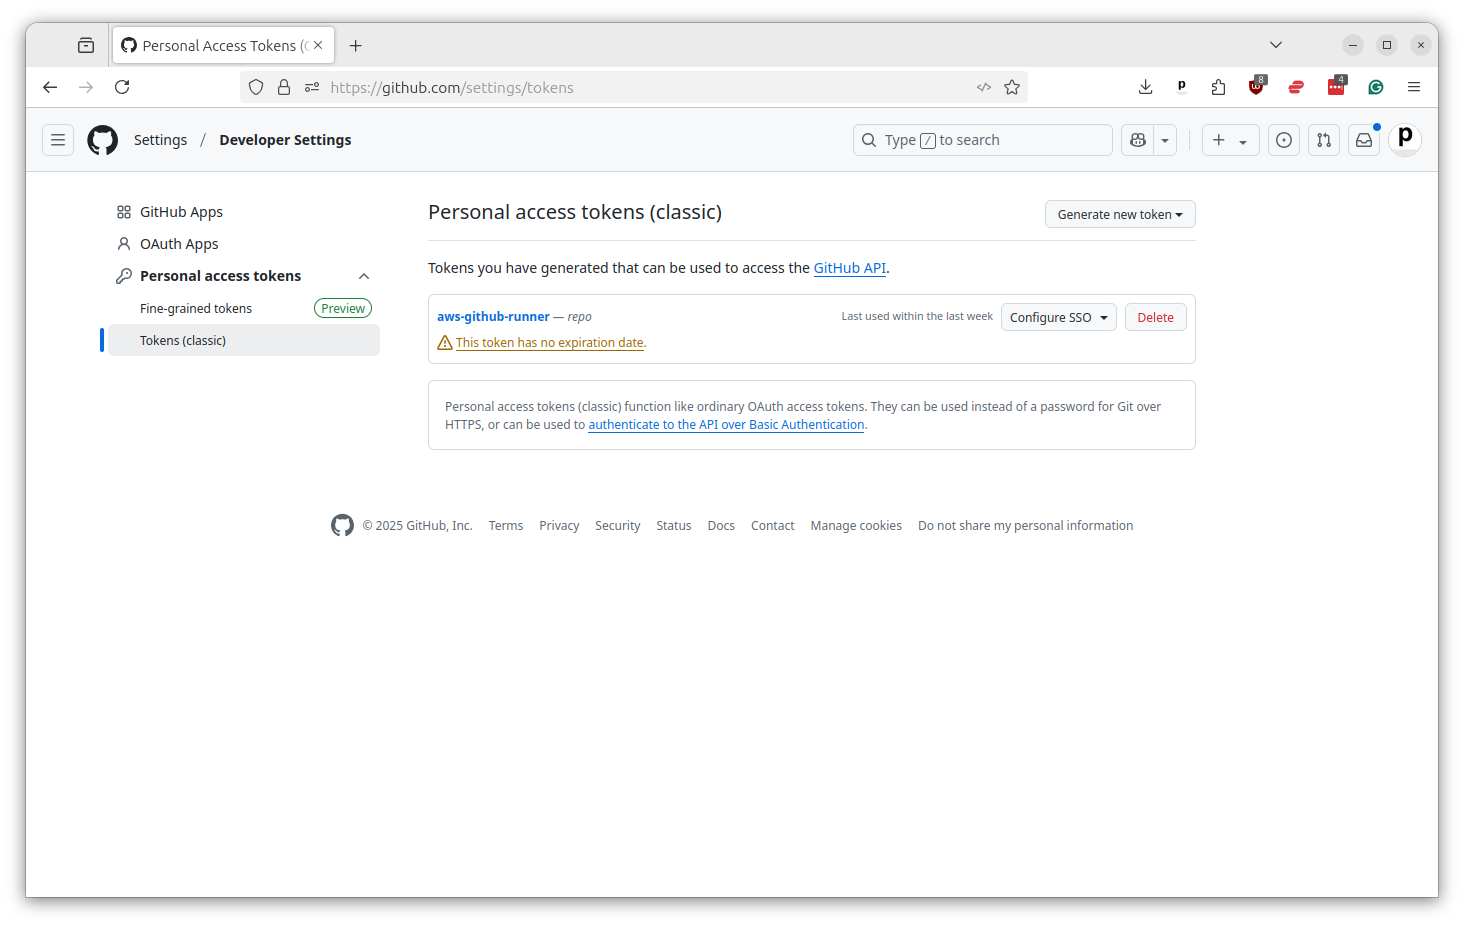 Personal Access Tokens (
https://github.com/settings/tokens
8
4
Settings / Developer Settings
Type / to search
GitHub Apps
OAuth Apps
Personal access tokens
Fine-grained tokens
Preview
Tokens (classic)
Personal access tokens (classic)
Generate new token
Tokens you have generated that can be used to access the GitHub API.
aws-github-runner — repo
Last used within the last week
Configure SSO
Delete
This token has no expiration date.
Personal access tokens (classic) function like ordinary OAuth access tokens. They can be used instead of a password for Git over
HTTPS, or can be used to authenticate to the API over Basic Authentication.
© 2025 GitHub, Inc. Terms Privacy Security Status Docs Contact Manage cookies Do not share my personal information